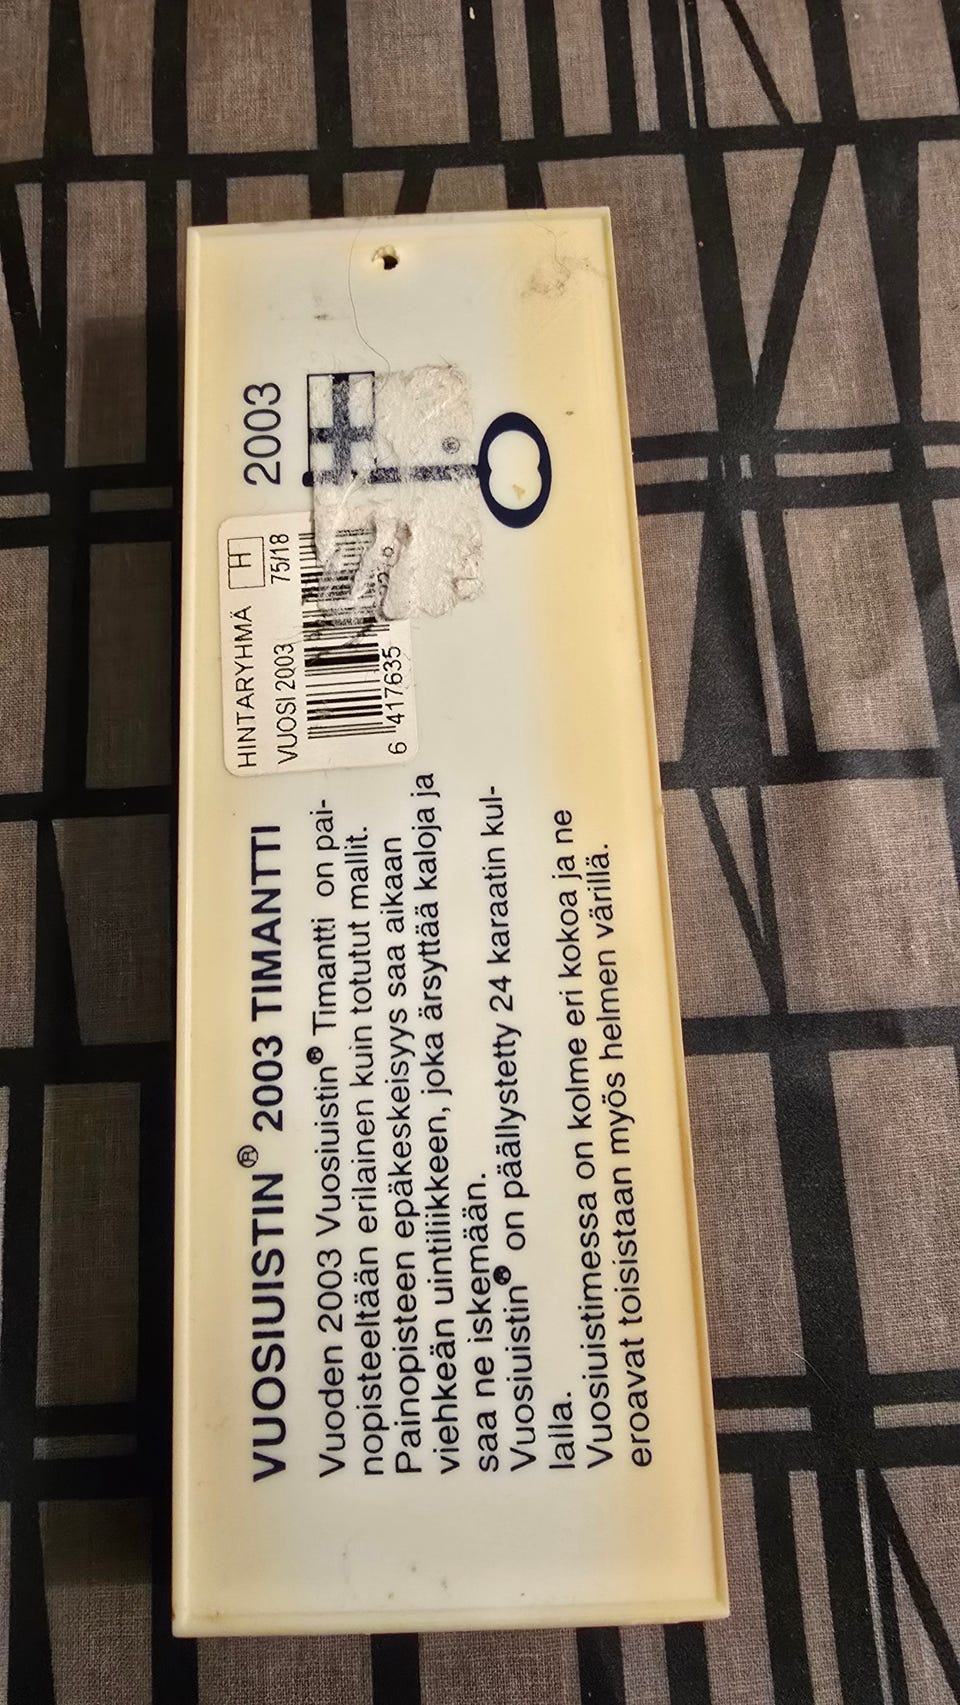 VUOSIUISTIN® 2003 TIMANTTI
Vuoden 2003 Vuosiuistin® Timantti on pai-
nopisteeltään erilainen kuin totutut mallit.
Painopisteen epäkeskeisyys saa aikaan
viehkeän uintiliikkeen, joka ärsyttää kaloja ja
saa ne iskemään.
Vuosiuistin® on päällystetty 24 karaatin kul-
lalla.
Vuosiuistimessa on kolme eri kokoa ja ne
eroavat toisistaan myös helmen värillä.
HINTARYHMÄ H
VUOSI 2003 75/18
6 417635
2003
®